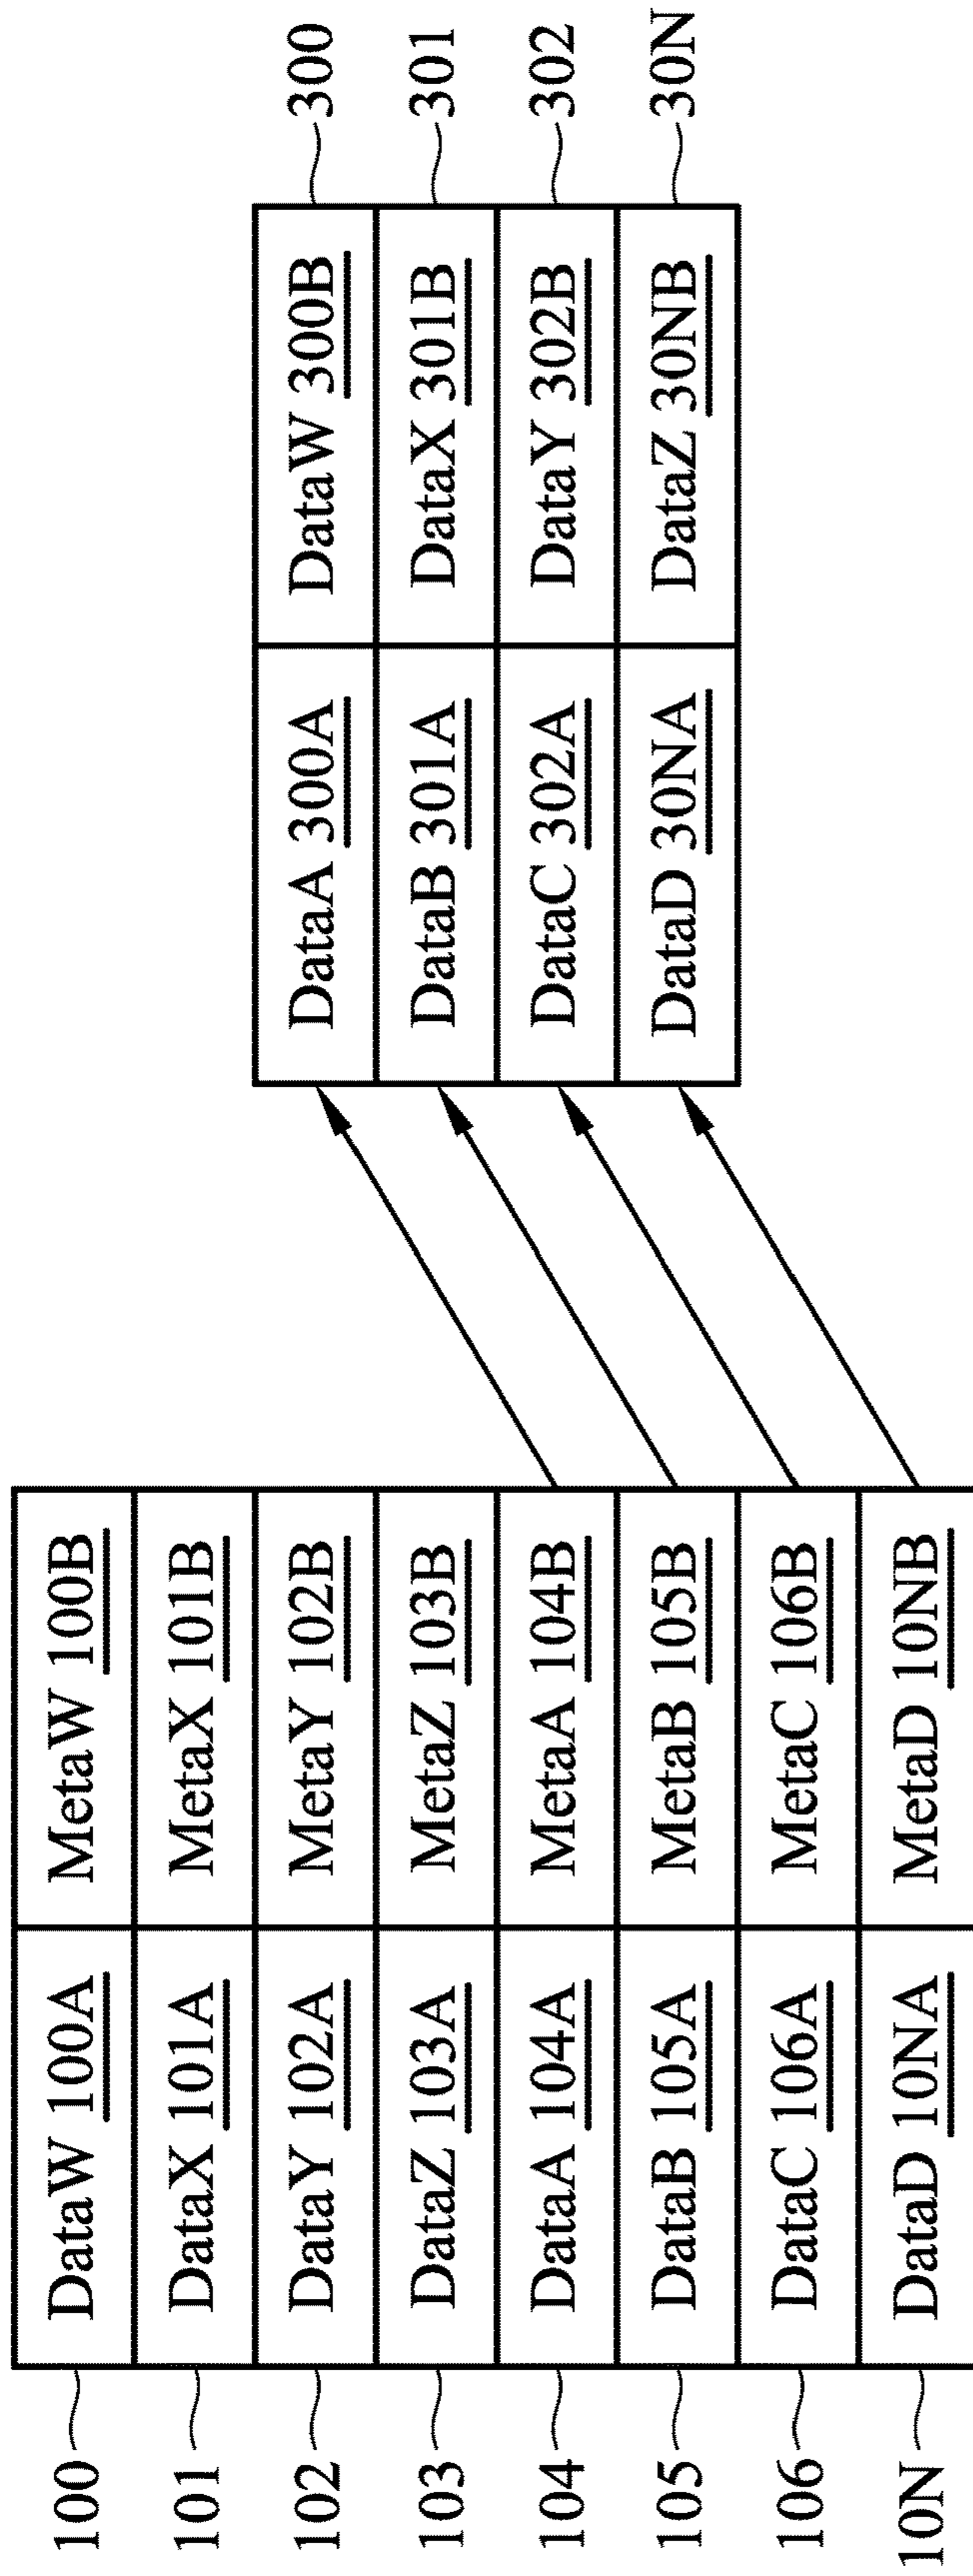 100 DataW 100A MetaW 100B
101 DataX 101A MetaX 101B
102 DataY 102A MetaY 102B DataA 300A DataW 300B 300
103 DataZ 103A MetaZ 103B DataB 301A DataX 301B 301
104 DataA 104A MetaA 104B DataC 302A DataY 302B 302
105 DataB 105A MetaB 105B DataD 30NA DataZ 30NB 30N
106 DataC 106A MetaC 106B
10N DataD 10NA MetaD 10NB